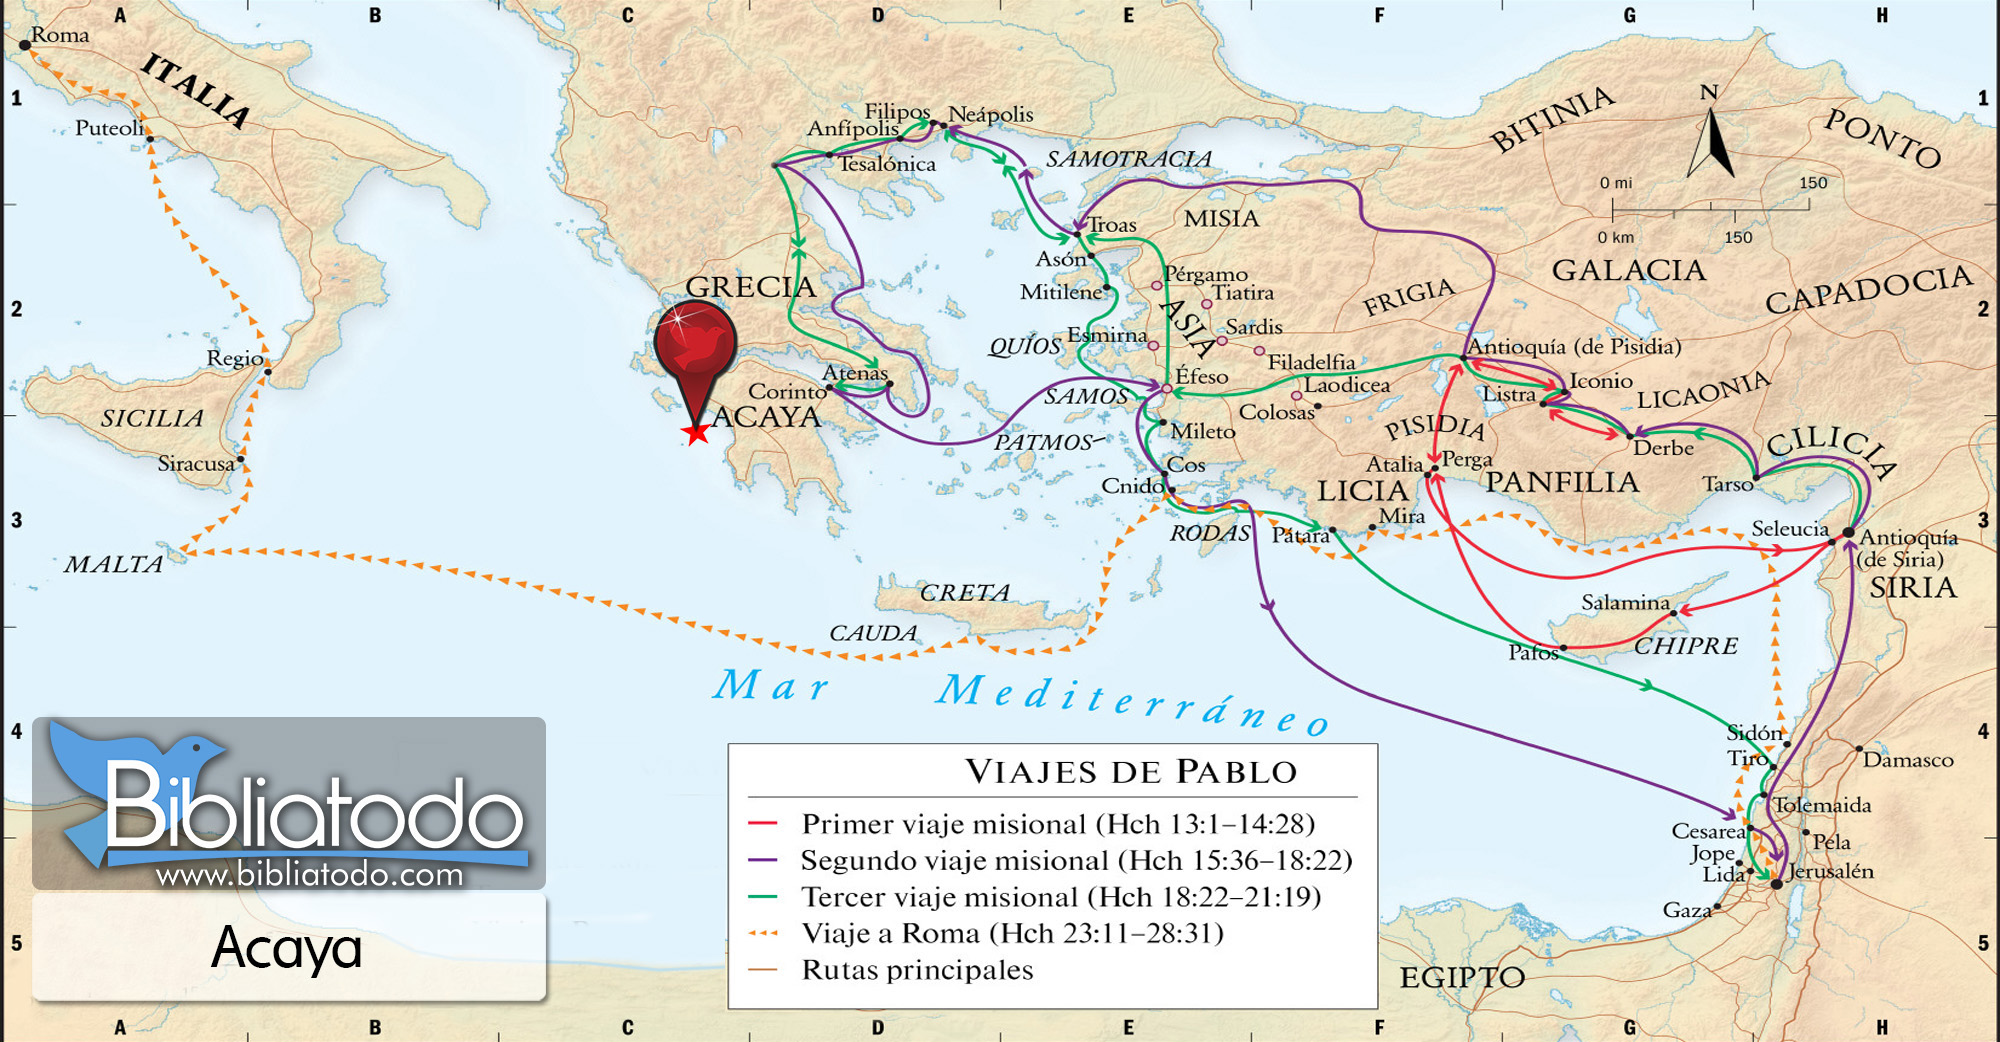 A B C D E F G H
Roma
ITALIA
1
1
Puteoli
Filipos
Neápolis
Anfípolis
Tesalónica
SAMOTRACIA
BITINIA
N
PONTO
0 mi 150
0 km 150
Troas
MISIA
Asón
GRECIA
Mitilene
Pérgamo
Tiatira
ASIA
FRIGIA
GALACIA
CAPADOCIA
2
2
Esmirna
Sardis
QUÍOS
Filadelfia
Antioquía (de Pisidia)
Regio
Atenas
Corinto
Éfeso
Laodicea
Iconio
Listra
LICAONIA
SAMOS
Colosas
SICILIA
ACAYA
PATMOS
Mileto
PISIDIA
Derbe
CILICIA
Siracusa
Cos
Cnido
Atalia
Perga
LICIA
PANFILIA
Tarso
3
3
RODAS
Pátara
Mira
Seleucia
Antioquía
(de Siria)
SIRIA
MALTA
CRETA
CAUDA
Salamina
Pafos
CHIPRE
Mar Mediterráneo
4
4
Sidón
Tiro
Damasco
Tolemaida
Cesarea
Pela
Jope
Lida
Jerusalén
Gaza
5
5
EGIPTO
VIAJES DE PABLO
Primer viaje misional (Hch 13:1–14:28)
Segundo viaje misional (Hch 15:36–18:22)
Tercer viaje misional (Hch 18:22–21:19)
Viaje a Roma (Hch 23:11–28:31)
Rutas principales
Bibliatodo
www.bibliatodo.com
Acaya
A B C D E F G H